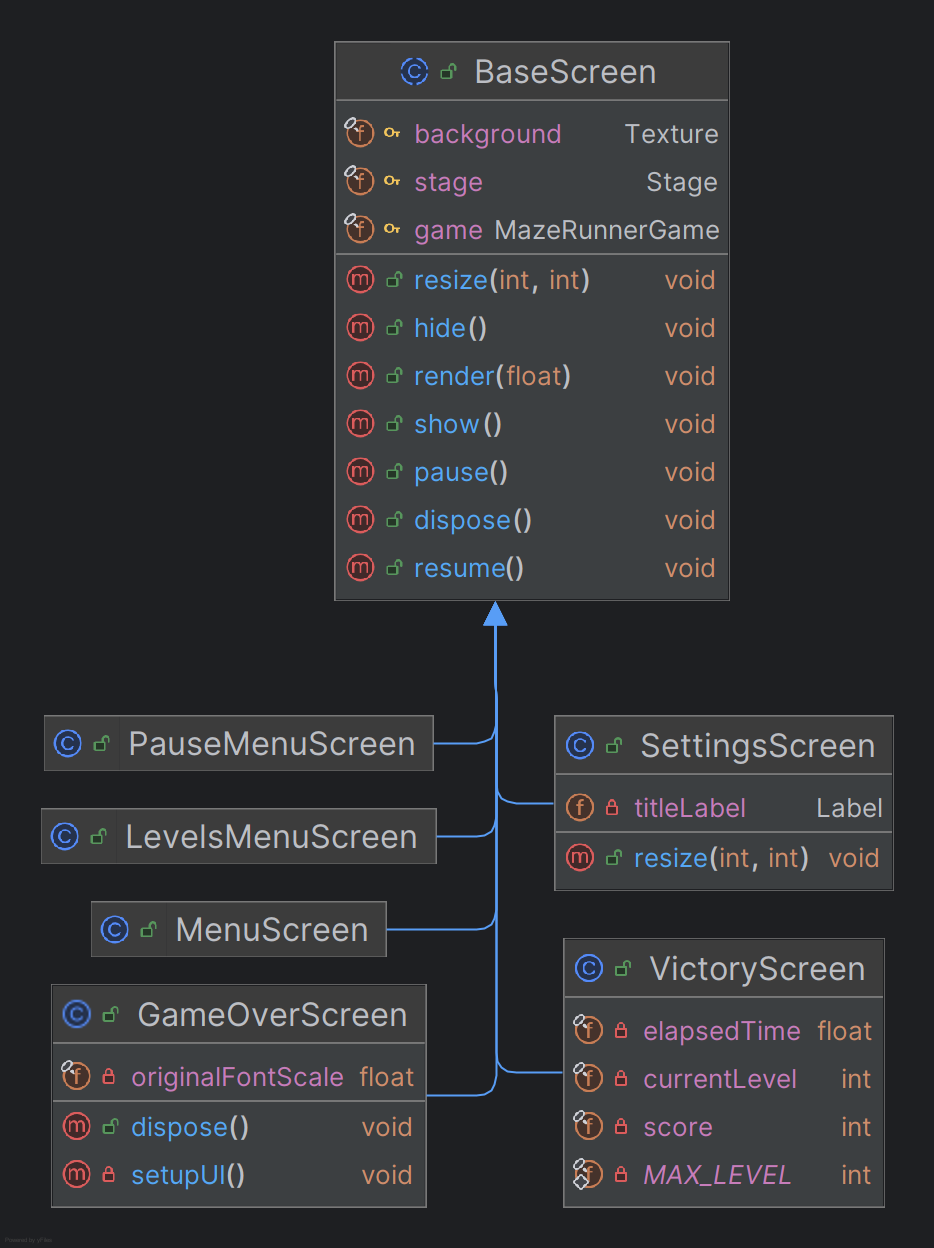 BaseScreen
background Texture
stage Stage
game MazeRunnerGame
resize(int, int) void
hide() void
render(float) void
show() void
pause() void
dispose() void
resume() void
PauseMenuScreen
LevelsMenuScreen
MenuScreen
GameOverScreen
originalFontScale float
dispose() void
setupUI() void
SettingsScreen
titleLabel Label
resize(int, int) void
VictoryScreen
elapsedTime float
currentLevel int
score int
MAX_LEVEL int
Powered by yFiles